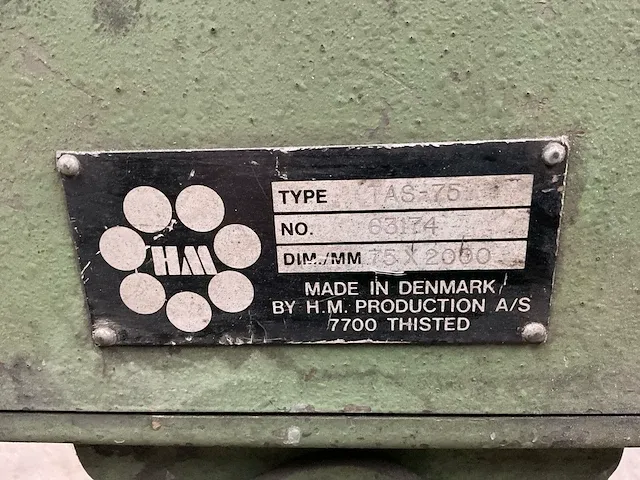 HM
TYPE TAS-75
NO. 63174
DIM./MM 75 X 2000
MADE IN DENMARK
BY H.M. PRODUCTION A/S
7700 THISTED